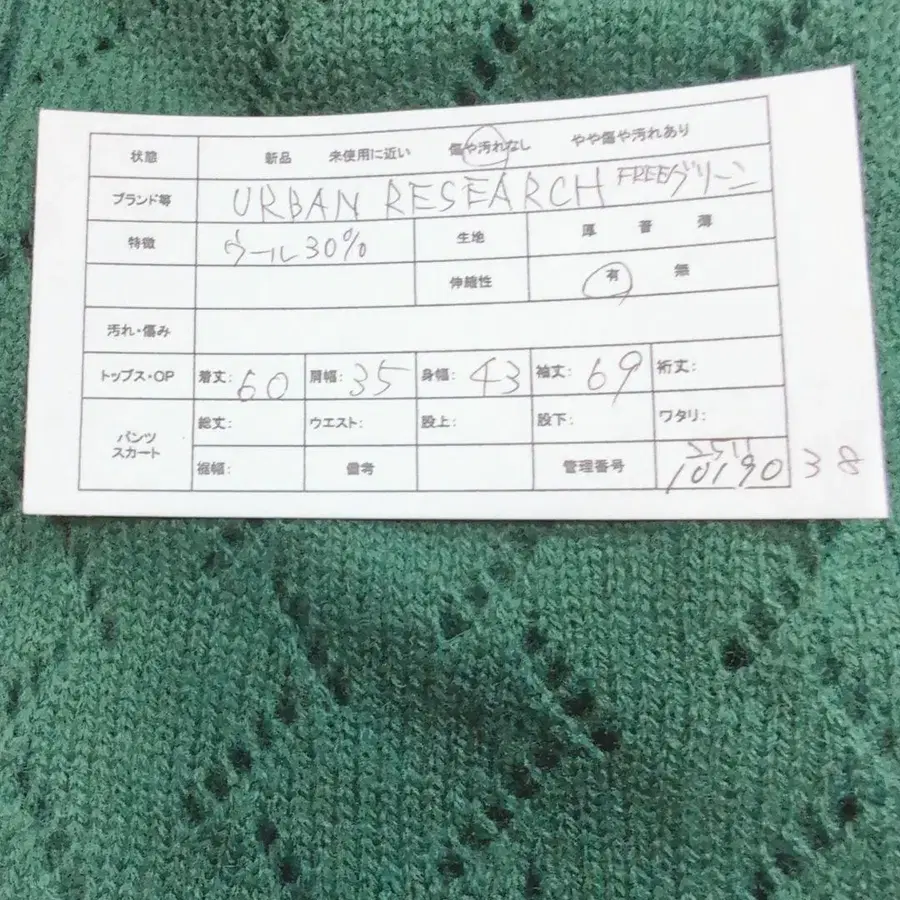 状態 新品 未使用に近い 傷や汚れなし やや傷や汚れあり
ブランド等 URBAN RESEARCH FREEグリーン
特徴 ウール30% 生地 厚 普 薄
伸縮性 有 無
汚れ・傷み
トップス・OP 着丈: 60 肩幅: 35 身幅: 43 袖丈: 69 裄丈:
パンツ スカート 総丈: ウエスト: 股上: 股下: ワタリ:
裾幅: 備考 管理番号 2511
10190 38